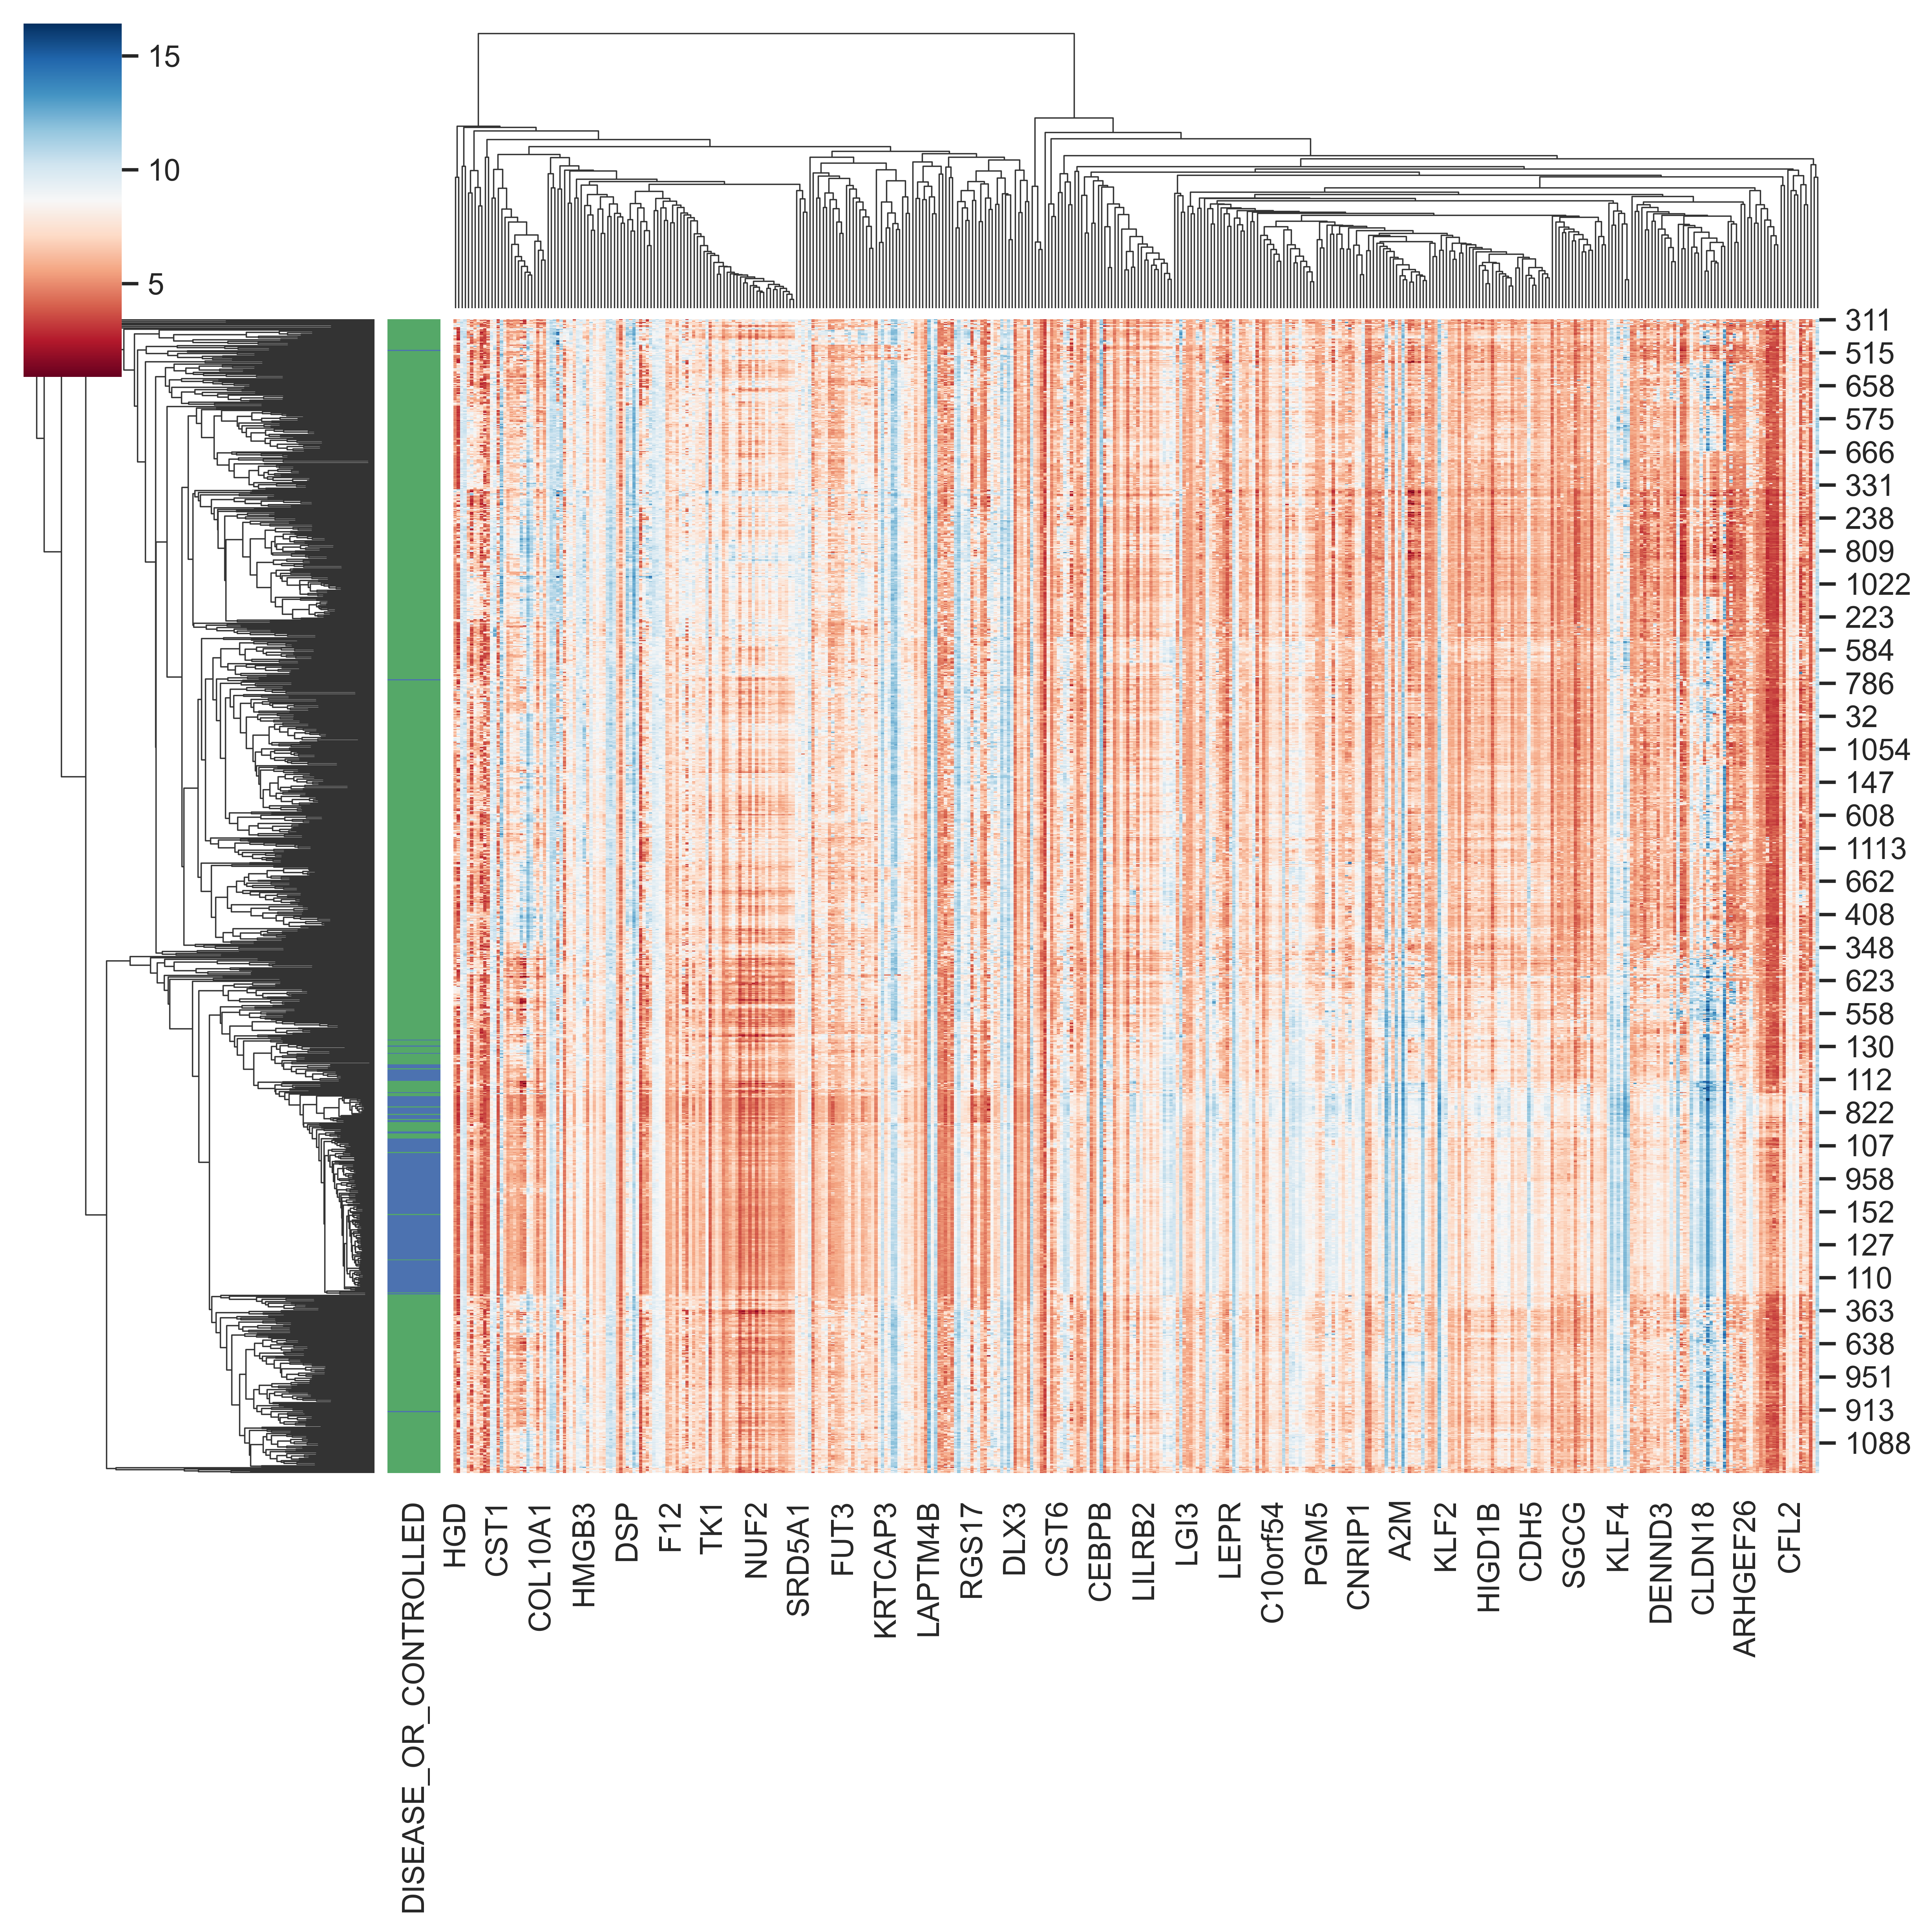 15
10
5
311
515
658
575
666
331
238
809
1022
223
584
786
32
1054
147
608
1113
662
408
348
623
558
130
112
822
107
958
152
127
110
363
638
951
913
1088
DISEASE_OR_CONTROLLED
HGD
CST1
COL10A1
HMGB3
DSP
F12
TK1
NUF2
SRD5A1
FUT3
KRTCAP3
LAPTM4B
RGS17
DLX3
CST6
CEBPB
LILRB2
LGI3
LEPR
C10orf54
PGM5
CNRIP1
A2M
KLF2
HIGD1B
CDH5
SGCG
KLF4
DENND3
CLDN18
ARHGEF26
CFL2